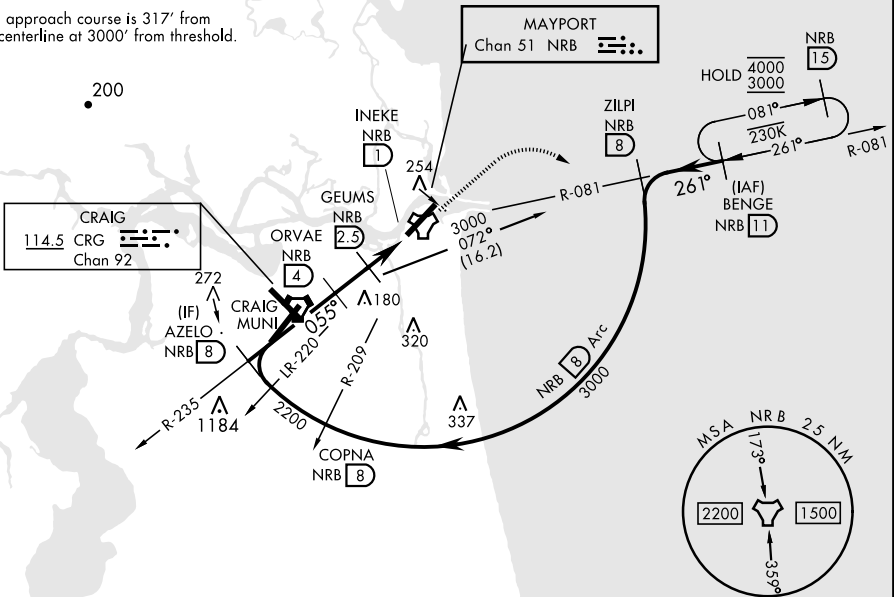 approach course is 317' from
centerline at 3000' from threshold.
200
MAYPORT
Chan 51 NRB
NRB
15
HOLD 4000
3000
081°
230K
261°
R-081
ZILPI
NRB
8
INEKE
NRB
1
254
R-081
261°
(IAF)
BENGE
NRB 11
GEUMS
NRB
2.5
3000
072°
(16.2)
CRAIG
114.5 CRG
Chan 92
ORVAE
NRB
4
272
(IF)
AZELO
NRB 8
CRAIG
MUNI
055°
180
320
LR-220
R-209
NRB 8 Arc
3000
R-235
1184
2200
337
COPNA
NRB 8
MSA NRB 25 NM
173°
2200
1500
359°